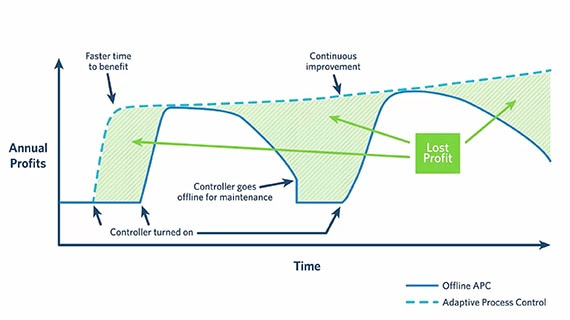 Faster time
to benefit
Continuous
improvement
Annual
Profits
Lost
Profit
Controller goes
offline for maintenance
Controller turned on
Time
Offline APC
Adaptive Process Control